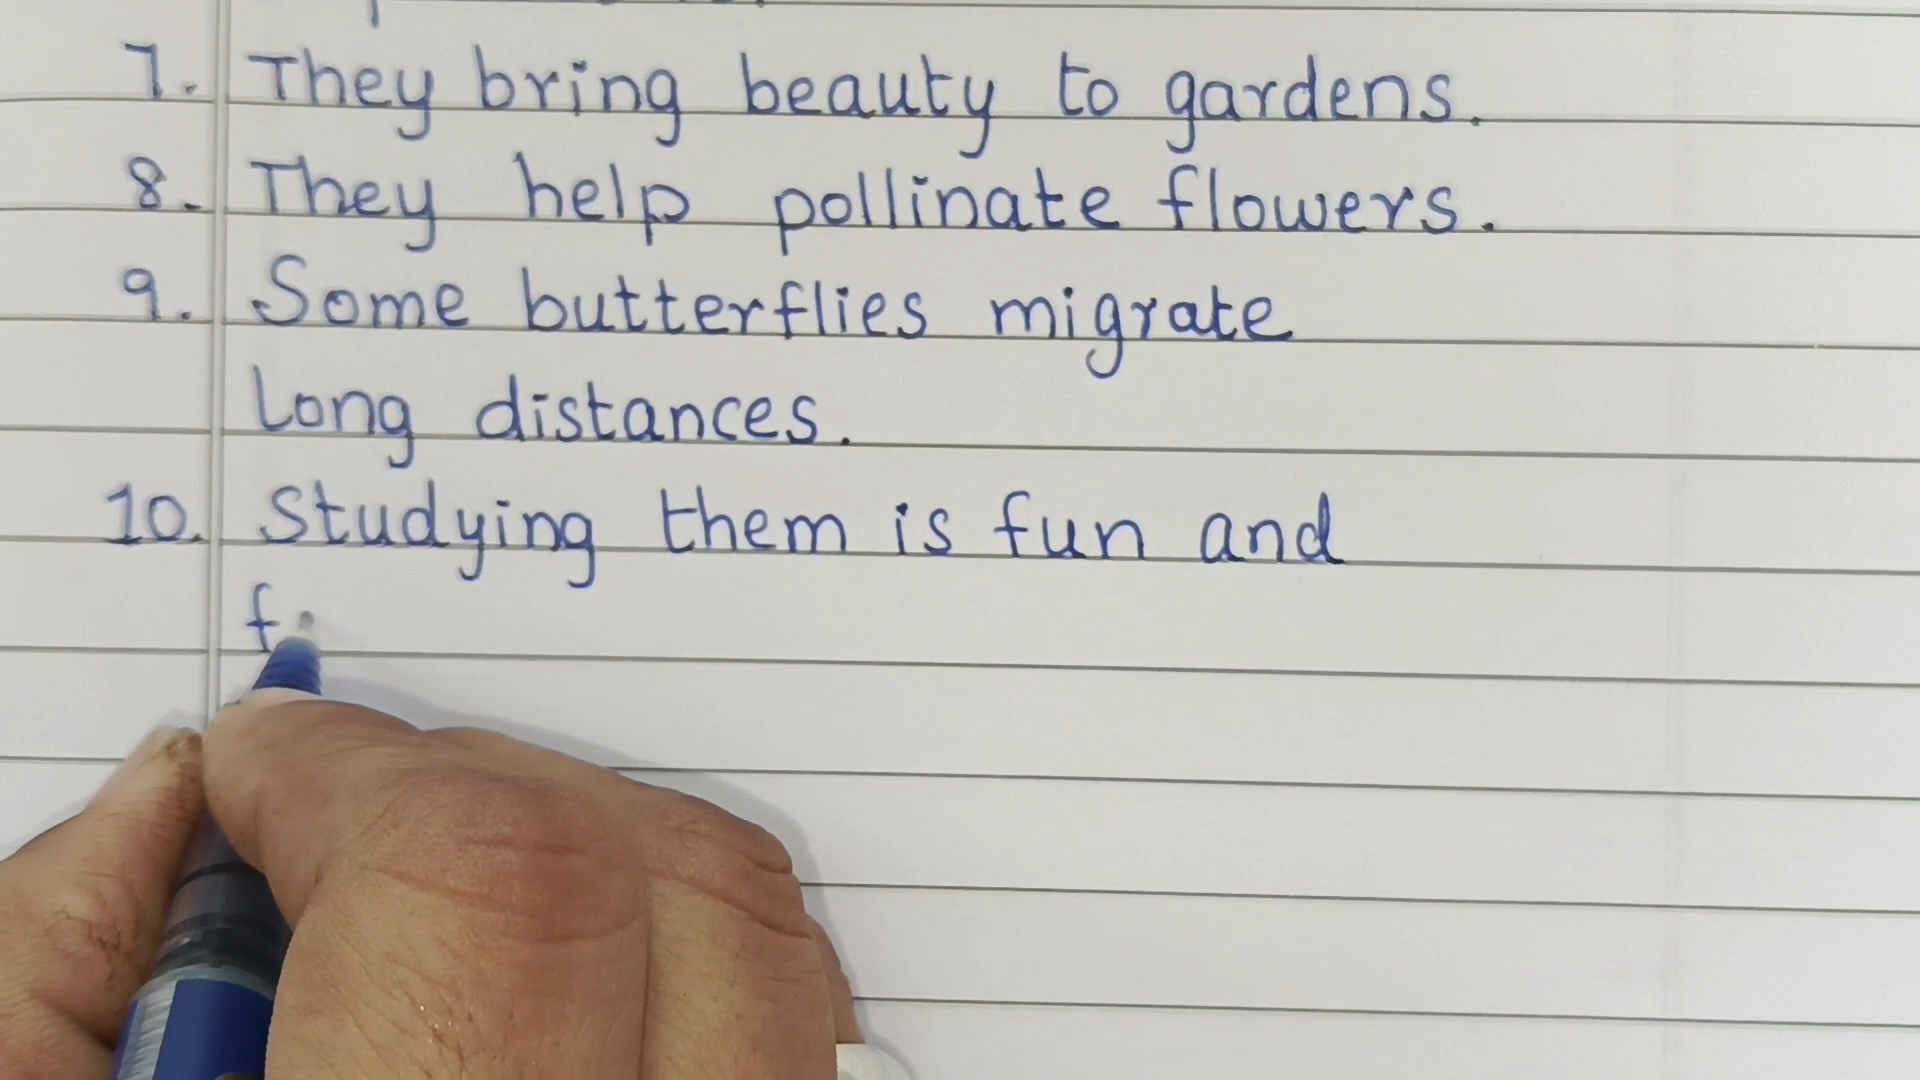 7. They bring beauty to gardens.
8. They help pollinate flowers.
9. Some butterflies migrate
long distances.
10. Studying them is fun and
f